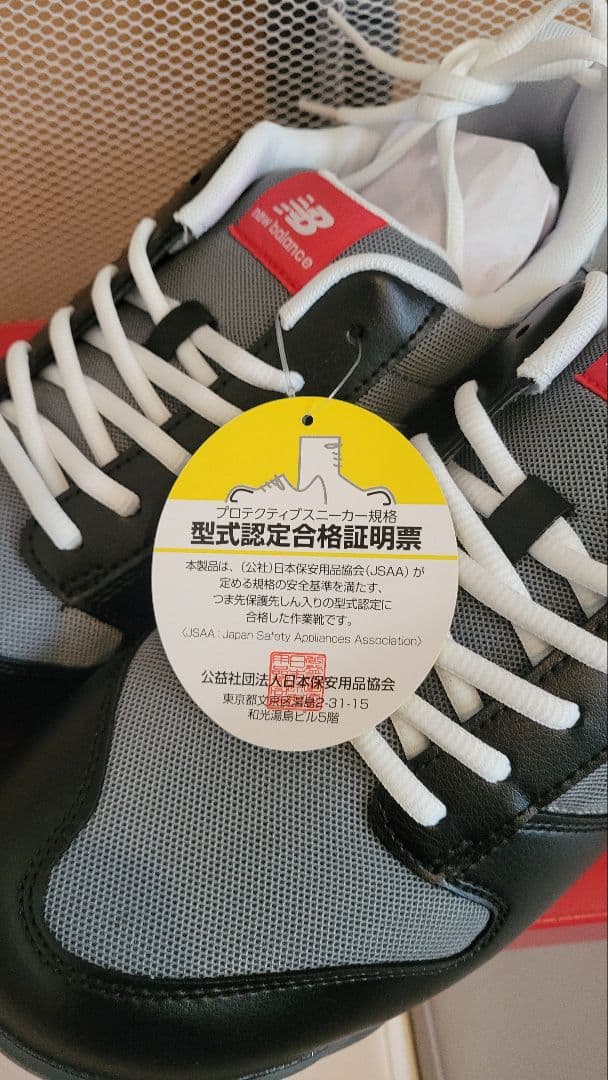 NB
new balance
プロテクティブスニーカー規格
型式認定合格証明票
本製品は、(公社)日本保安用品協会(JSAA)が
定める規格の安全基準を満たす、
つま先保護先しん入りの型式認定に
合格した作業靴です。
〈JSAA:Japan Safety Appliances Association〉
公益社団法人日本保安用品協会
東京都文京区湯島2-31-15
和光湯島ビル5階